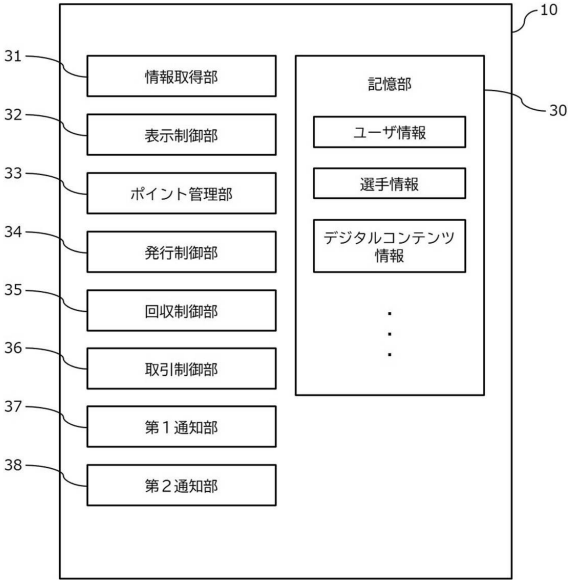 10
31
情報取得部
32
表示制御部
33
ポイント管理部
34
発行制御部
35
回収制御部
36
取引制御部
37
第1通知部
38
第2通知部
30
記憶部
ユーザ情報
選手情報
デジタルコンテンツ
情報